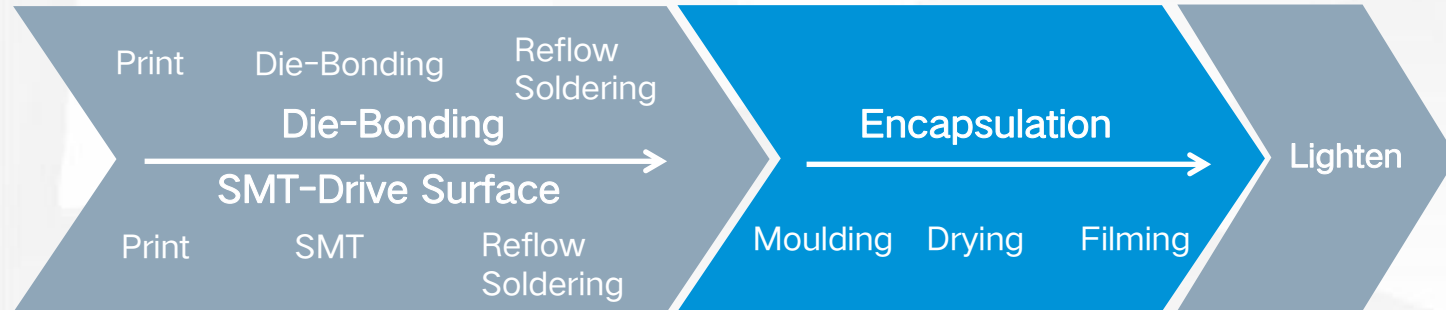 Print Die-Bonding Reflow
Soldering
Die-Bonding
SMT-Drive Surface
Print SMT Reflow
Soldering
Encapsulation
Moulding Drying Filming
Lighten